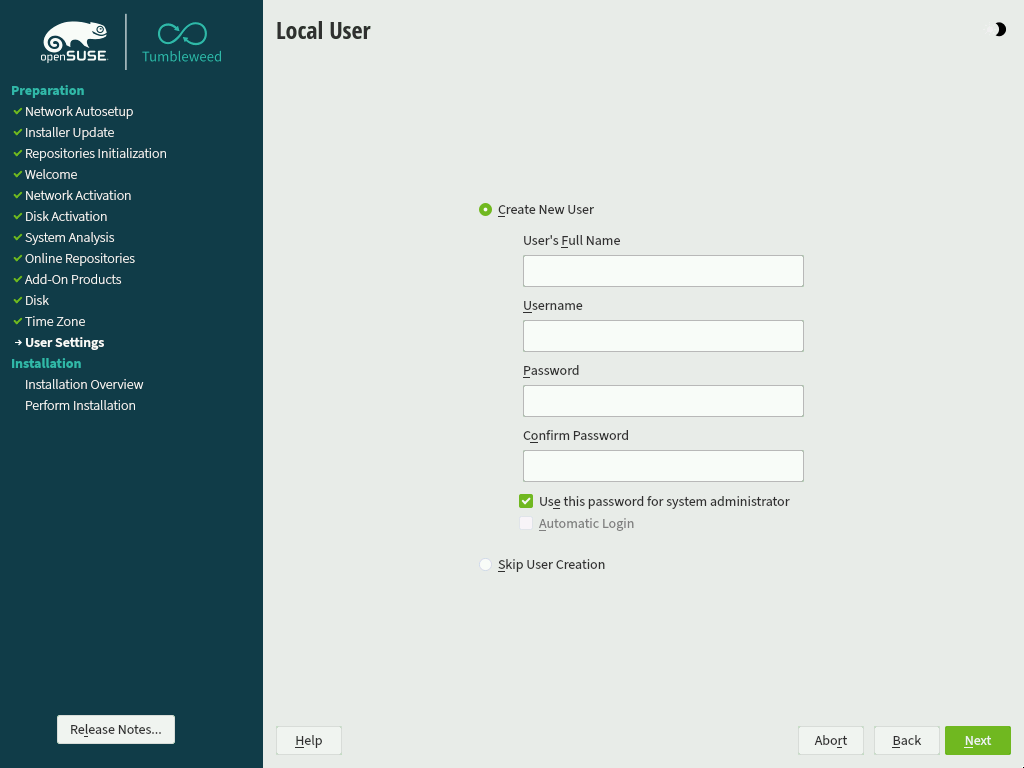 openSUSE
Tumbleweed
Preparation
Network Autosetup
Installer Update
Repositories Initialization
Welcome
Network Activation
Disk Activation
System Analysis
Online Repositories
Add-On Products
Disk
Time Zone
User Settings
Installation
Installation Overview
Perform Installation
Release Notes...
Local User
Create New User
User's Full Name
Username
Password
Confirm Password
Use this password for system administrator
Automatic Login
Skip User Creation
Help
Abort
Back
Next